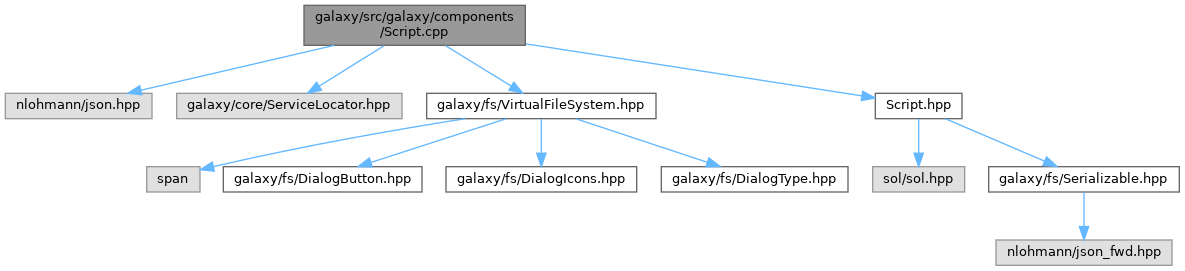 galaxy/src/galaxy/components
/Script.cpp
nlohmann/json.hpp
galaxy/core/ServiceLocator.hpp
galaxy/fs/VirtualFileSystem.hpp
Script.hpp
span
galaxy/fs/DialogButton.hpp
galaxy/fs/DialogIcons.hpp
galaxy/fs/DialogType.hpp
sol/sol.hpp
galaxy/fs/Serializable.hpp
nlohmann/json_fwd.hpp